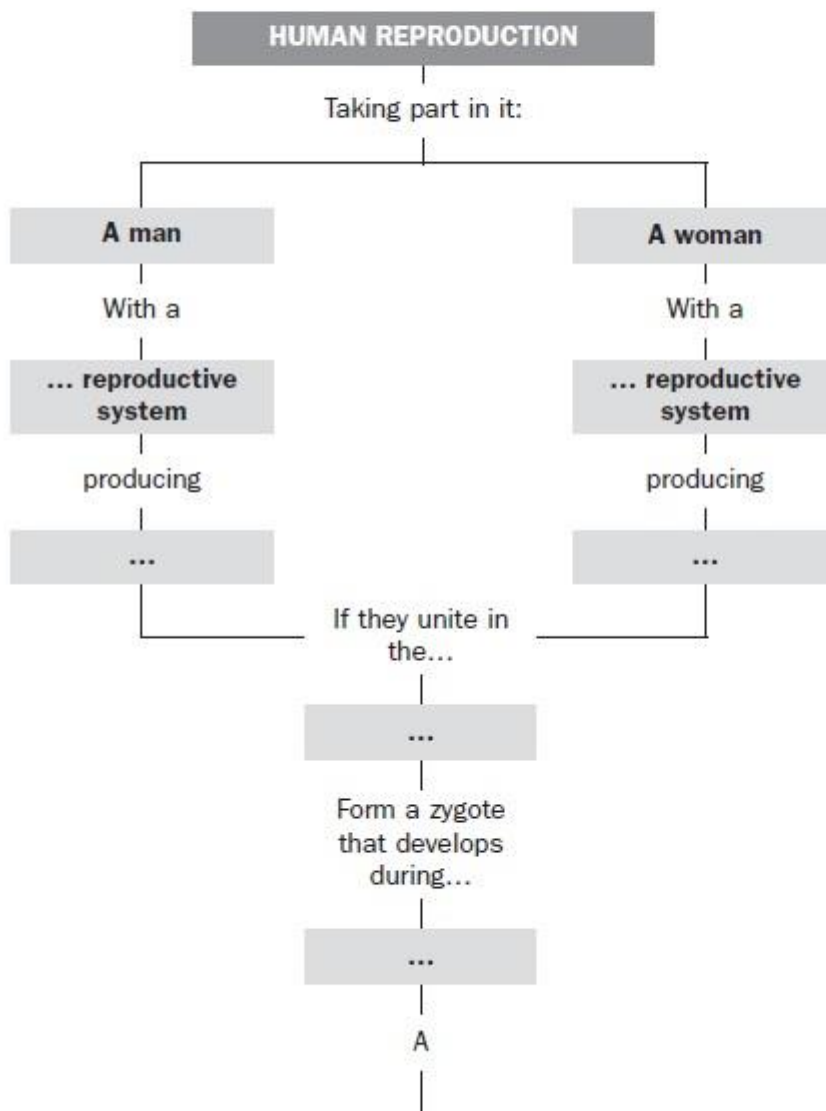 HUMAN REPRODUCTION
Taking part in it:
A man
A woman
With a
With a
... reproductive
system
... reproductive
system
producing
producing
...
...
If they unite in
the...
...
Form a zygote
that develops
during...
...
A